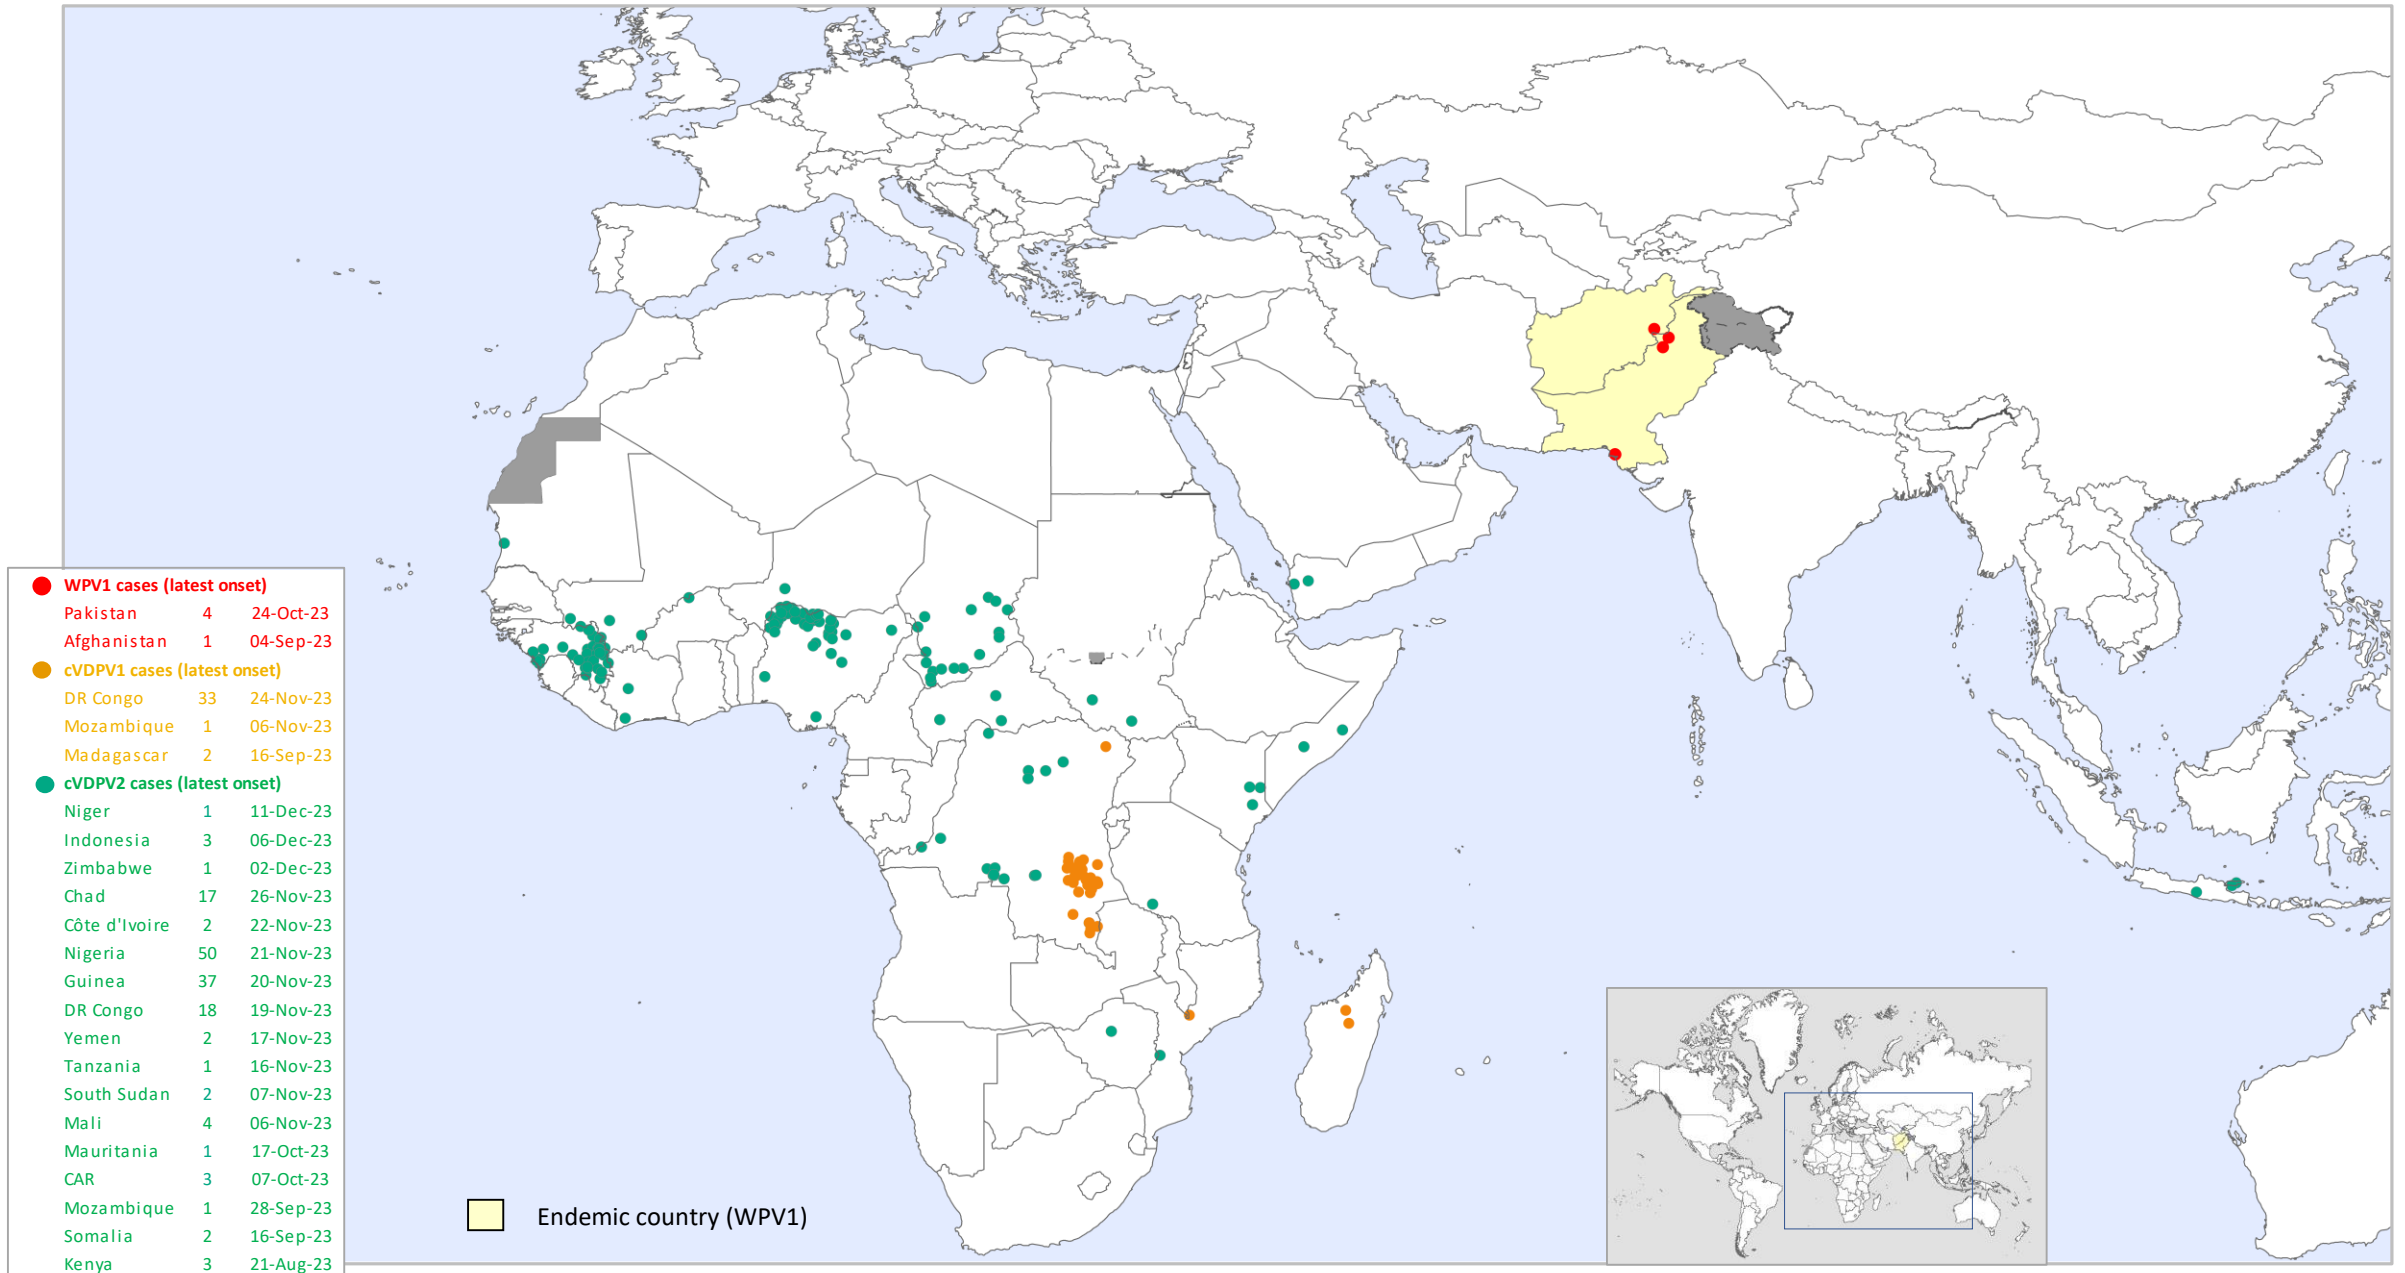 WPV1 cases (latest onset)
Pakistan 4 24-Oct-23
Afghanistan 1 04-Sep-23
cVDPV1 cases (latest onset)
DR Congo 33 24-Nov-23
Mozambique 1 06-Nov-23
Madagascar 2 16-Sep-23
cVDPV2 cases (latest onset)
Niger 1 11-Dec-23
Indonesia 3 06-Dec-23
Zimbabwe 1 02-Dec-23
Chad 17 26-Nov-23
Côte d'Ivoire 2 22-Nov-23
Nigeria 50 21-Nov-23
Guinea 37 20-Nov-23
DR Congo 18 19-Nov-23
Yemen 2 17-Nov-23
Tanzania 1 16-Nov-23
South Sudan 2 07-Nov-23
Mali 4 06-Nov-23
Mauritania 1 17-Oct-23
CAR 3 07-Oct-23
Mozambique 1 28-Sep-23
Somalia 2 16-Sep-23
Kenya 3 21-Aug-23
Endemic country (WPV1)